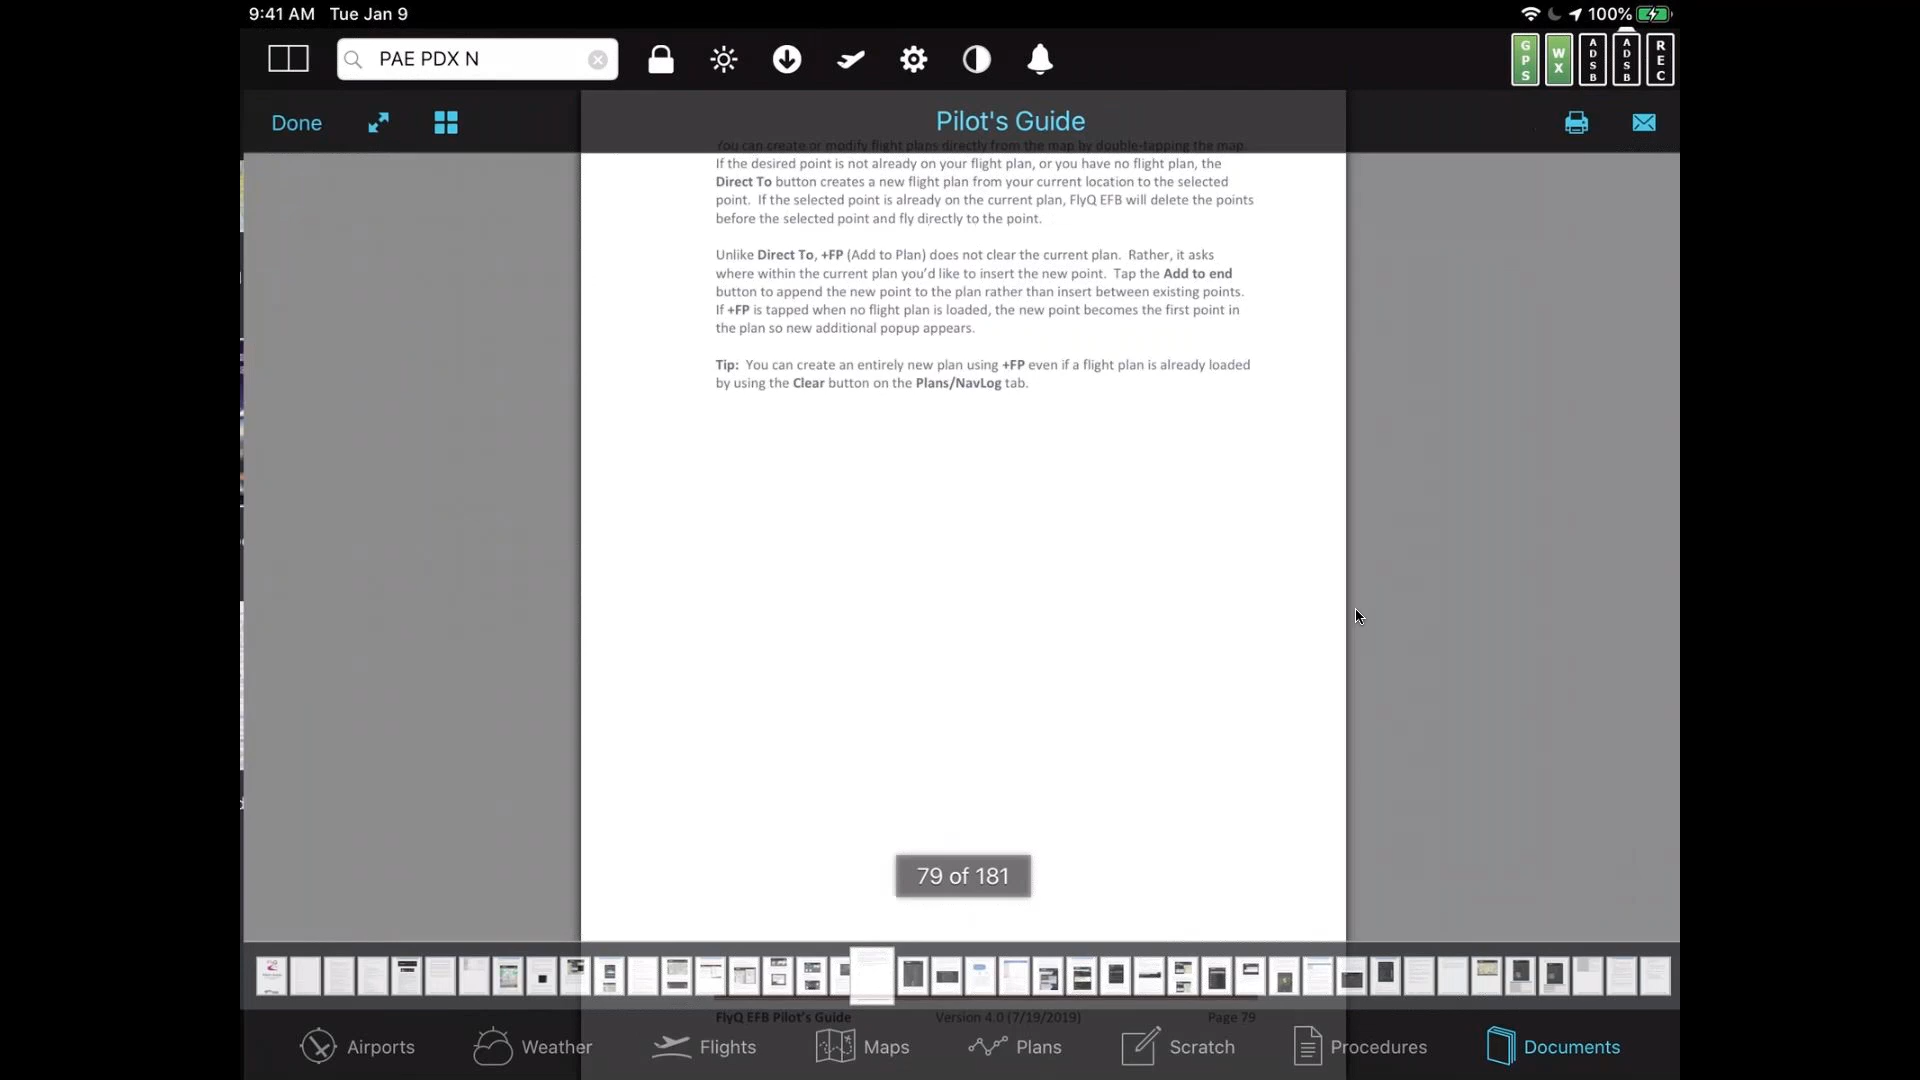 9:41 AM Tue Jan 9
100%
PAE PDX N
GPS
WX
ADSB
ADSB
REC
Done
Pilot's Guide
You can create or modify flight plans directly from the map by double-tapping the map.
If the desired point is not already on your flight plan, or you have no flight plan, the
Direct To button creates a new flight plan from your current location to the selected
point. If the selected point is already on the current plan, FlyQ EFB will delete the points
before the selected point and fly directly to the point.
Unlike Direct To, +FP (Add to Plan) does not clear the current plan. Rather, it asks
where within the current plan you'd like to insert the new point. Tap the Add to end
button to append the new point to the plan rather than insert between existing points.
If +FP is tapped when no flight plan is loaded, the new point becomes the first point in
the plan so new additional popup appears.
Tip: You can create an entirely new plan using +FP even if a flight plan is already loaded
by using the Clear button on the Plans/NavLog tab.
79 of 181
FlyQ EFB Pilot's Guide Version 4.0 (7/19/2019) Page 79
Airports Weather Flights Maps Plans Scratch Procedures Documents